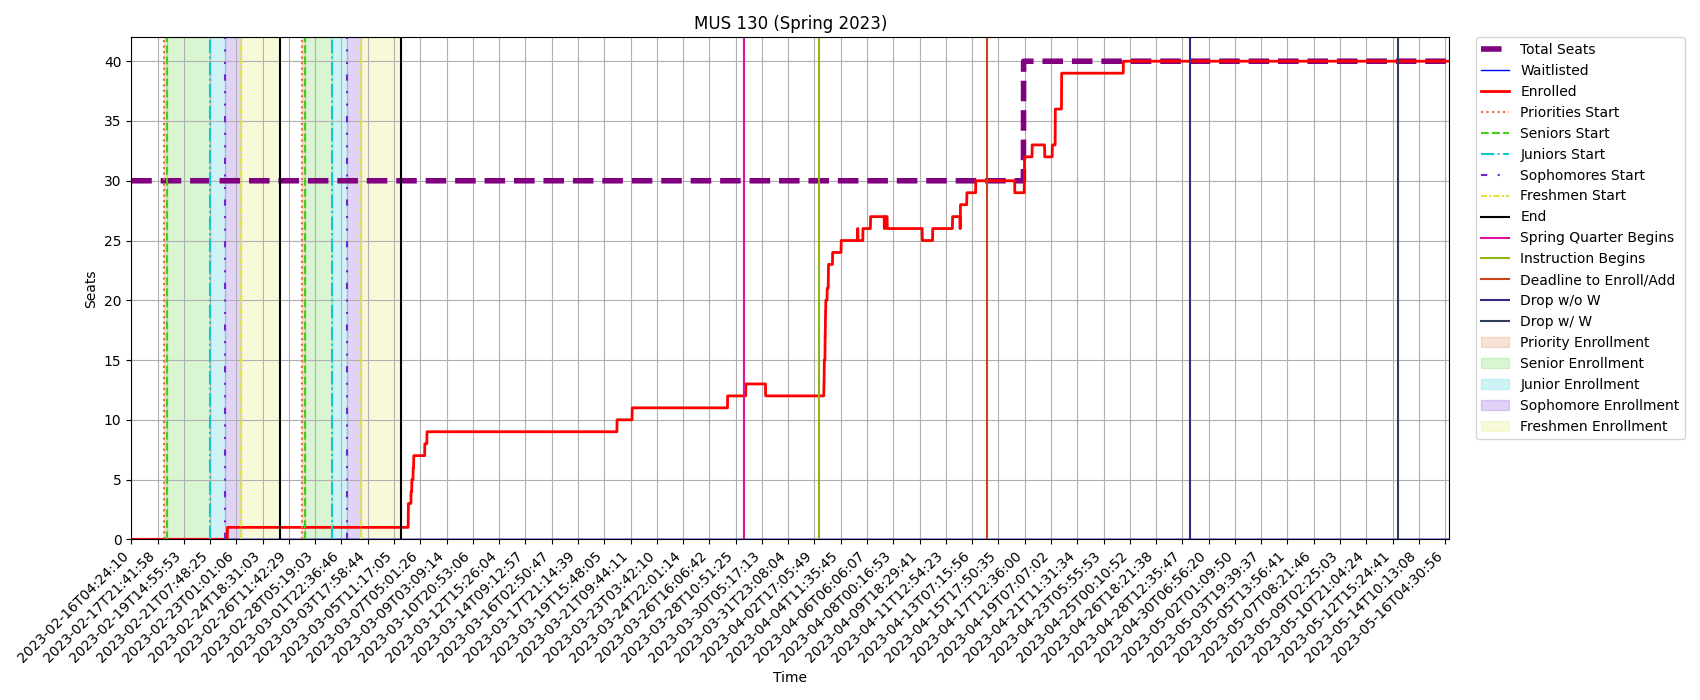 MUS 130 (Spring 2023)
Seats
40
35
30
25
20
15
10
5
0
2023-02-16T04:24:10
2023-02-17T21:41:58
2023-02-19T14:55:53
2023-02-21T07:48:25
2023-02-23T01:01:06
2023-02-24T18:31:03
2023-02-26T11:42:29
2023-02-28T05:19:03
2023-03-01T22:36:46
2023-03-03T17:58:44
2023-03-05T11:17:05
2023-03-07T05:01:26
2023-03-09T03:09:14
2023-03-10T20:53:06
2023-03-12T15:26:04
2023-03-14T09:12:57
2023-03-16T02:50:47
2023-03-17T21:14:39
2023-03-19T15:48:05
2023-03-21T09:44:11
2023-03-23T03:42:10
2023-03-24T22:01:14
2023-03-26T16:06:42
2023-03-28T10:51:25
2023-03-30T05:17:13
2023-03-31T23:08:04
2023-04-02T17:05:49
2023-04-04T11:35:45
2023-04-06T06:06:07
2023-04-08T00:16:53
2023-04-09T18:29:41
2023-04-11T12:54:23
2023-04-13T07:15:56
2023-04-15T17:50:35
2023-04-17T12:36:00
2023-04-19T07:07:02
2023-04-21T11:31:34
2023-04-23T05:55:53
2023-04-25T00:10:52
2023-04-26T18:21:38
2023-04-28T12:35:47
2023-04-30T06:56:20
2023-05-02T01:09:50
2023-05-03T19:39:37
2023-05-05T13:56:41
2023-05-07T08:21:46
2023-05-09T02:25:03
2023-05-10T21:04:24
2023-05-12T15:24:41
2023-05-14T10:13:08
2023-05-16T04:30:56
Time
Total Seats
Waitlisted
Enrolled
Priorities Start
Seniors Start
Juniors Start
Sophomores Start
Freshmen Start
End
Spring Quarter Begins
Instruction Begins
Deadline to Enroll/Add
Drop w/o W
Drop w/ W
Priority Enrollment
Senior Enrollment
Junior Enrollment
Sophomore Enrollment
Freshmen Enrollment